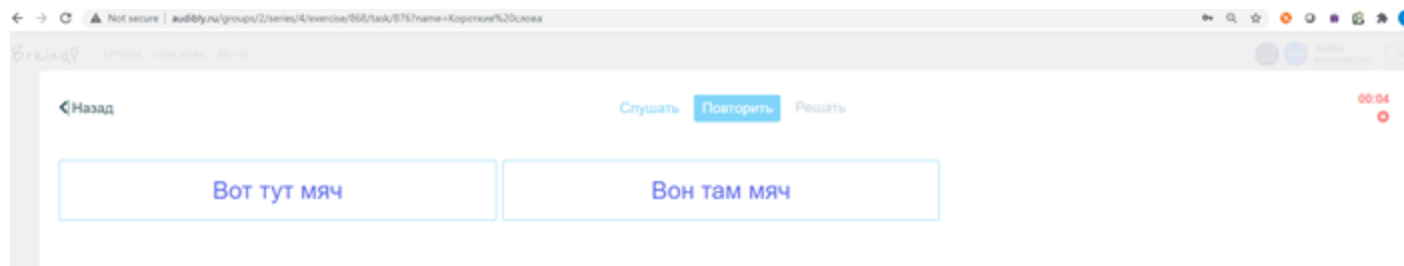 Not secure | audibly.ru/groups/2/series/4/exercise/868/task/876?name=Короткие%20слова
BrainUP
Назад Слушать Повторить Решать 00:04
Вот тут мяч Вон там мяч